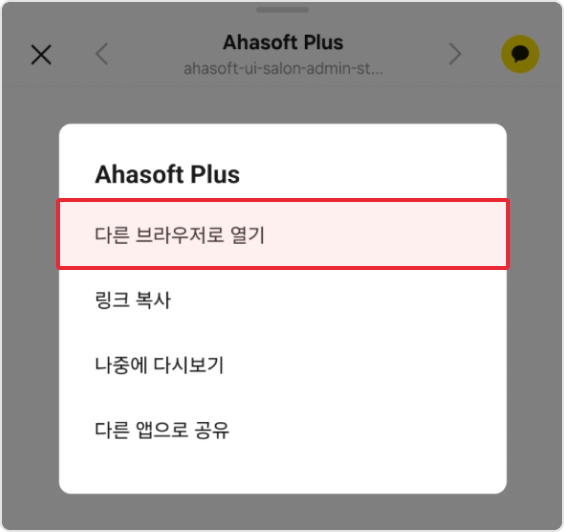 Ahasoft Plus
ahasoft-ui-salon-admin-st...
Ahasoft Plus
다른 브라우저로 열기
링크 복사
나중에 다시보기
다른 앱으로 공유